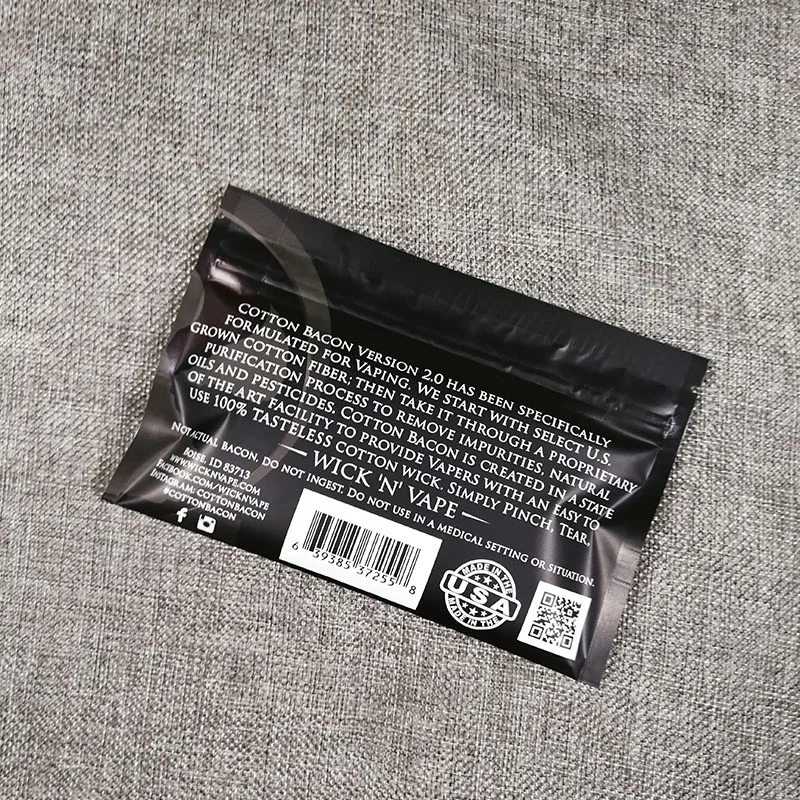 Cotton Bacon Version 2.0 has been specifically
formulated for vaping. We start with select U.S.
grown cotton fiber; then take it through a proprietary
purification process to remove impurities, natural
oils and pesticides. Cotton Bacon is created in a state
of the art facility to provide vapers with an easy to
use 100% tasteless cotton wick. Simply Pinch, Tear,
— Wick 'N' Vape —
Not actual bacon, do not ingest. Do not use in a medical setting or situation.
Boise, ID 83713
www.wicknvape.com
Facebook.com/wicknvape
Instagram: cottonbacon
#cottonbacon
6 39385 37255 8
MADE IN THE
USA
MADE IN THE